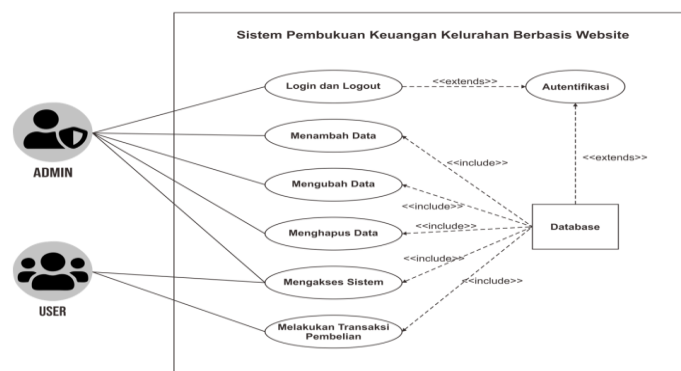 Sistem Pembukuan Keuangan Kelurahan Berbasis Website
Login dan Logout
<<extends>>
Autentifikasi
Menambah Data
<<include>>
<<extends>>
ADMIN
Mengubah Data
<<include>>
Menghapus Data
<<include>>
Database
<<include>>
Mengakses Sistem
<<include>>
USER
Melakukan Transaksi
Pembelian